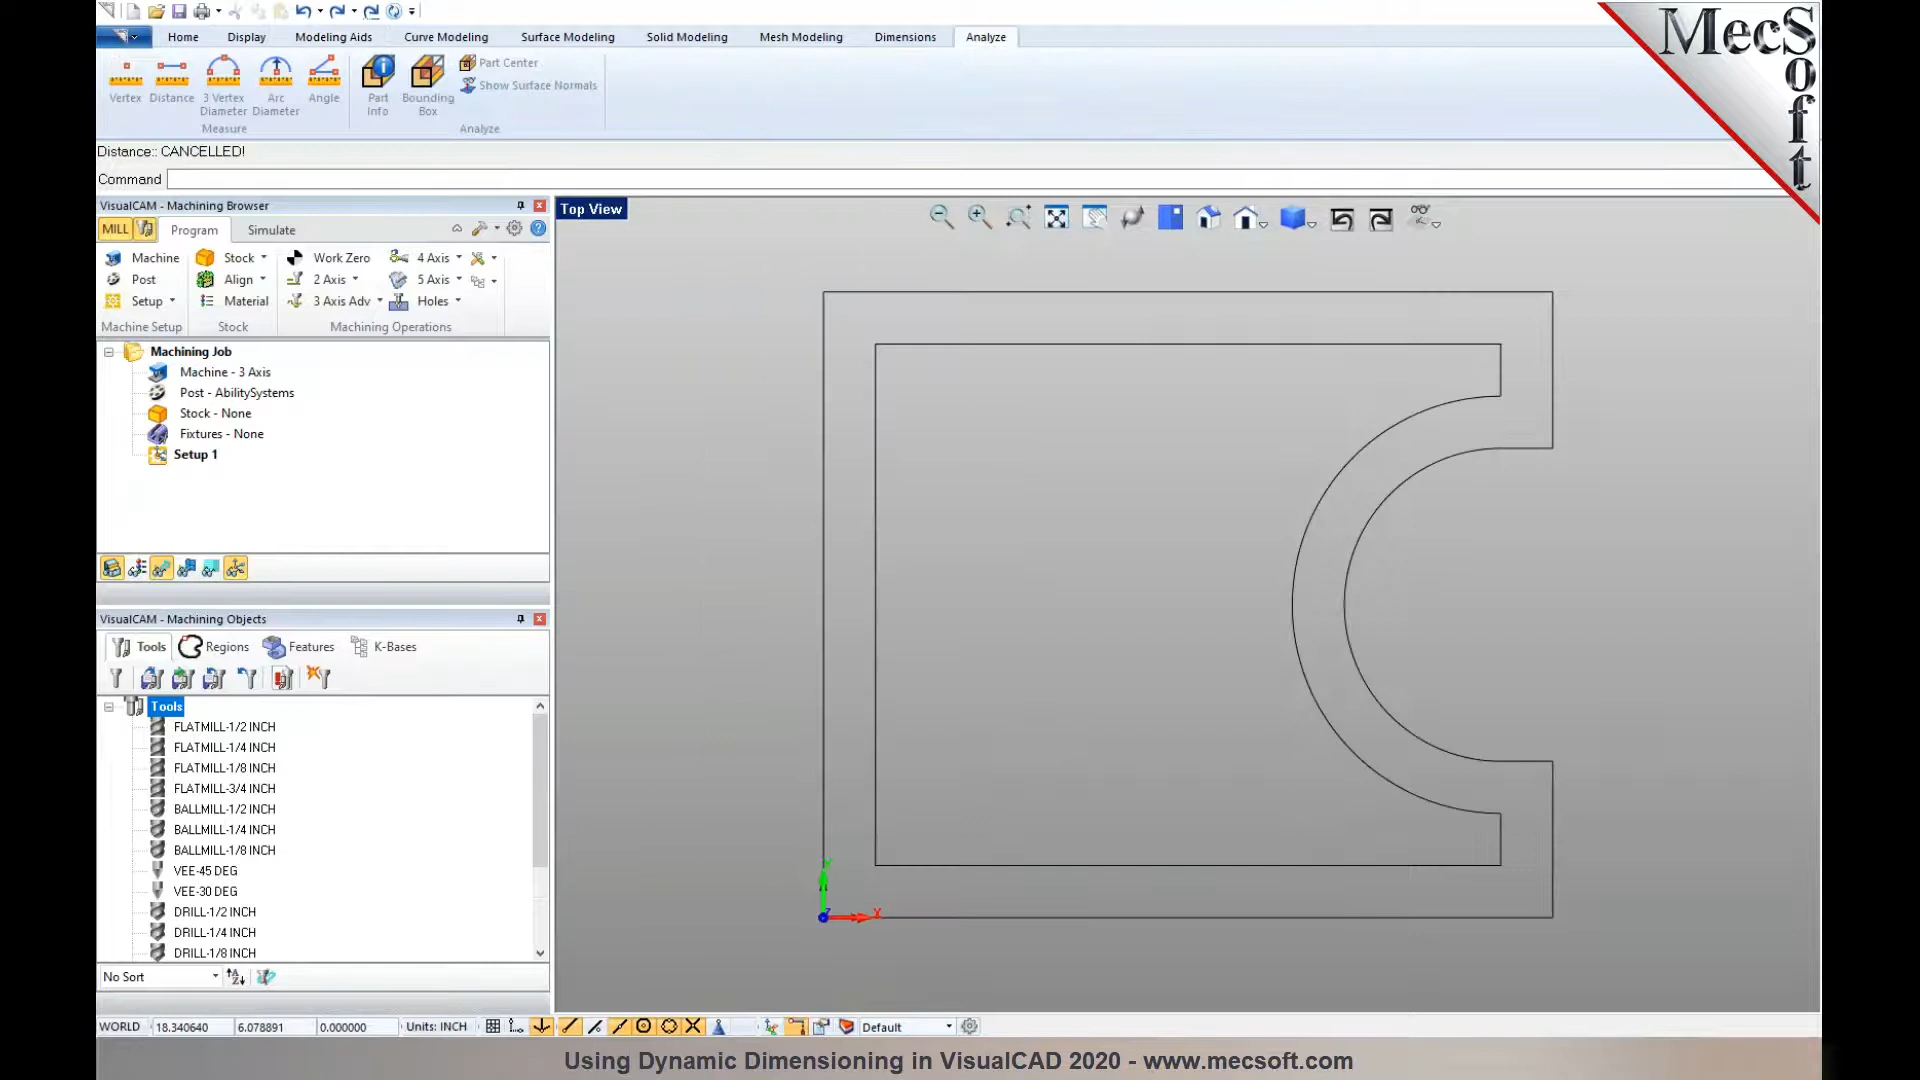 Home Display Modeling Aids Curve Modeling Surface Modeling Solid Modeling Mesh Modeling Dimensions Analyze
MecSoft
Vertex Distance 3 Vertex Diameter Arc Diameter Angle
Part Info Bounding Box Part Center
Show Surface Normals
Measure Analyze
Distance:: CANCELLED!
Command
VisualCAM - Machining Browser
Top View
MILL Program Simulate
Machine Stock Work Zero 4 Axis
Post Align 2 Axis 5 Axis
Setup Material 3 Axis Adv Holes
Machine Setup Stock Machining Operations
Machining Job
Machine - 3 Axis
Post - AbilitySystems
Stock - None
Fixtures - None
Setup 1
VisualCAM - Machining Objects
Tools Regions Features K-Bases
Tools
FLATMILL-1/2 INCH
FLATMILL-1/4 INCH
FLATMILL-1/8 INCH
FLATMILL-3/4 INCH
BALLMILL-1/2 INCH
BALLMILL-1/4 INCH
BALLMILL-1/8 INCH
VEE-45 DEG
VEE-30 DEG
DRILL-1/2 INCH
DRILL-1/4 INCH
DRILL-1/8 INCH
Y
Z
X
No Sort
WORLD 18.340640 6.078891 0.000000 Units: INCH Default
Using Dynamic Dimensioning in VisualCAD 2020 - www.mecsoft.com